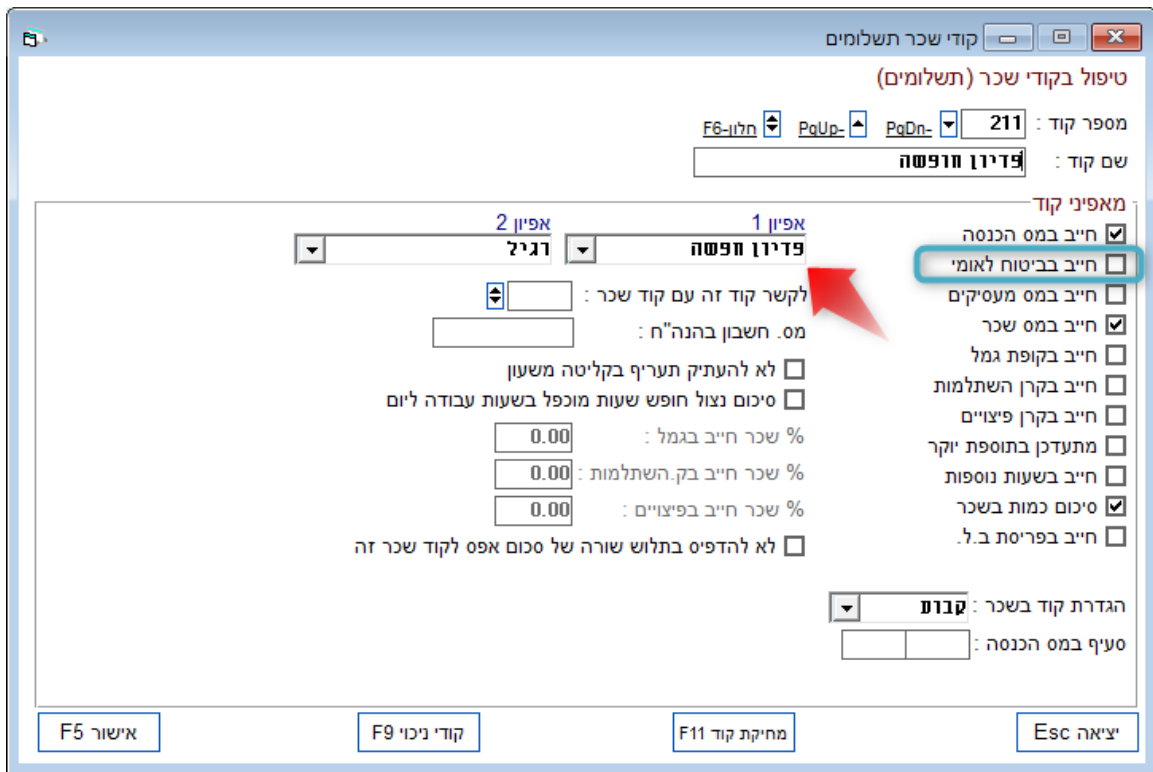 קודי שכר תשלומים
טיפול בקודי שכר (תשלומים)
מספר קוד : 211 PgDn- PgUp- חלון-F6
שם קוד : פדיון חופשה
מאפיני קוד
אפיון 1 אפיון 2
פדיון חפשה רגיל
חייב במס הכנסה
חייב בביטוח לאומי
חייב במס מעסיקים
חייב במס שכר
חייב בקופת גמל
חייב בקרן השתלמות
חייב בקרן פיצויים
מתעדכן בתוספת יוקר
חייב בשעות נוספות
סיכום כמות בשכר
חייב בפריסת ב.ל.
לקשר קוד זה עם קוד שכר :
מס. חשבון בהנה"ח :
לא להעתיק תעריף בקליטה משעון
סיכום נצול חופש שעות מוכפל בשעות עבודה ליום
% שכר חייב בגמל : 0.00
% שכר חייב בק.השתלמות : 0.00
% שכר חייב בפיצויים : 0.00
לא להדפיס בתלוש שורה של סכום אפס לקוד שכר זה
הגדרת קוד בשכר : קבוע
סעיף במס הכנסה :
יציאה Esc מחיקת קוד F11 קודי ניכוי F9 אישור F5